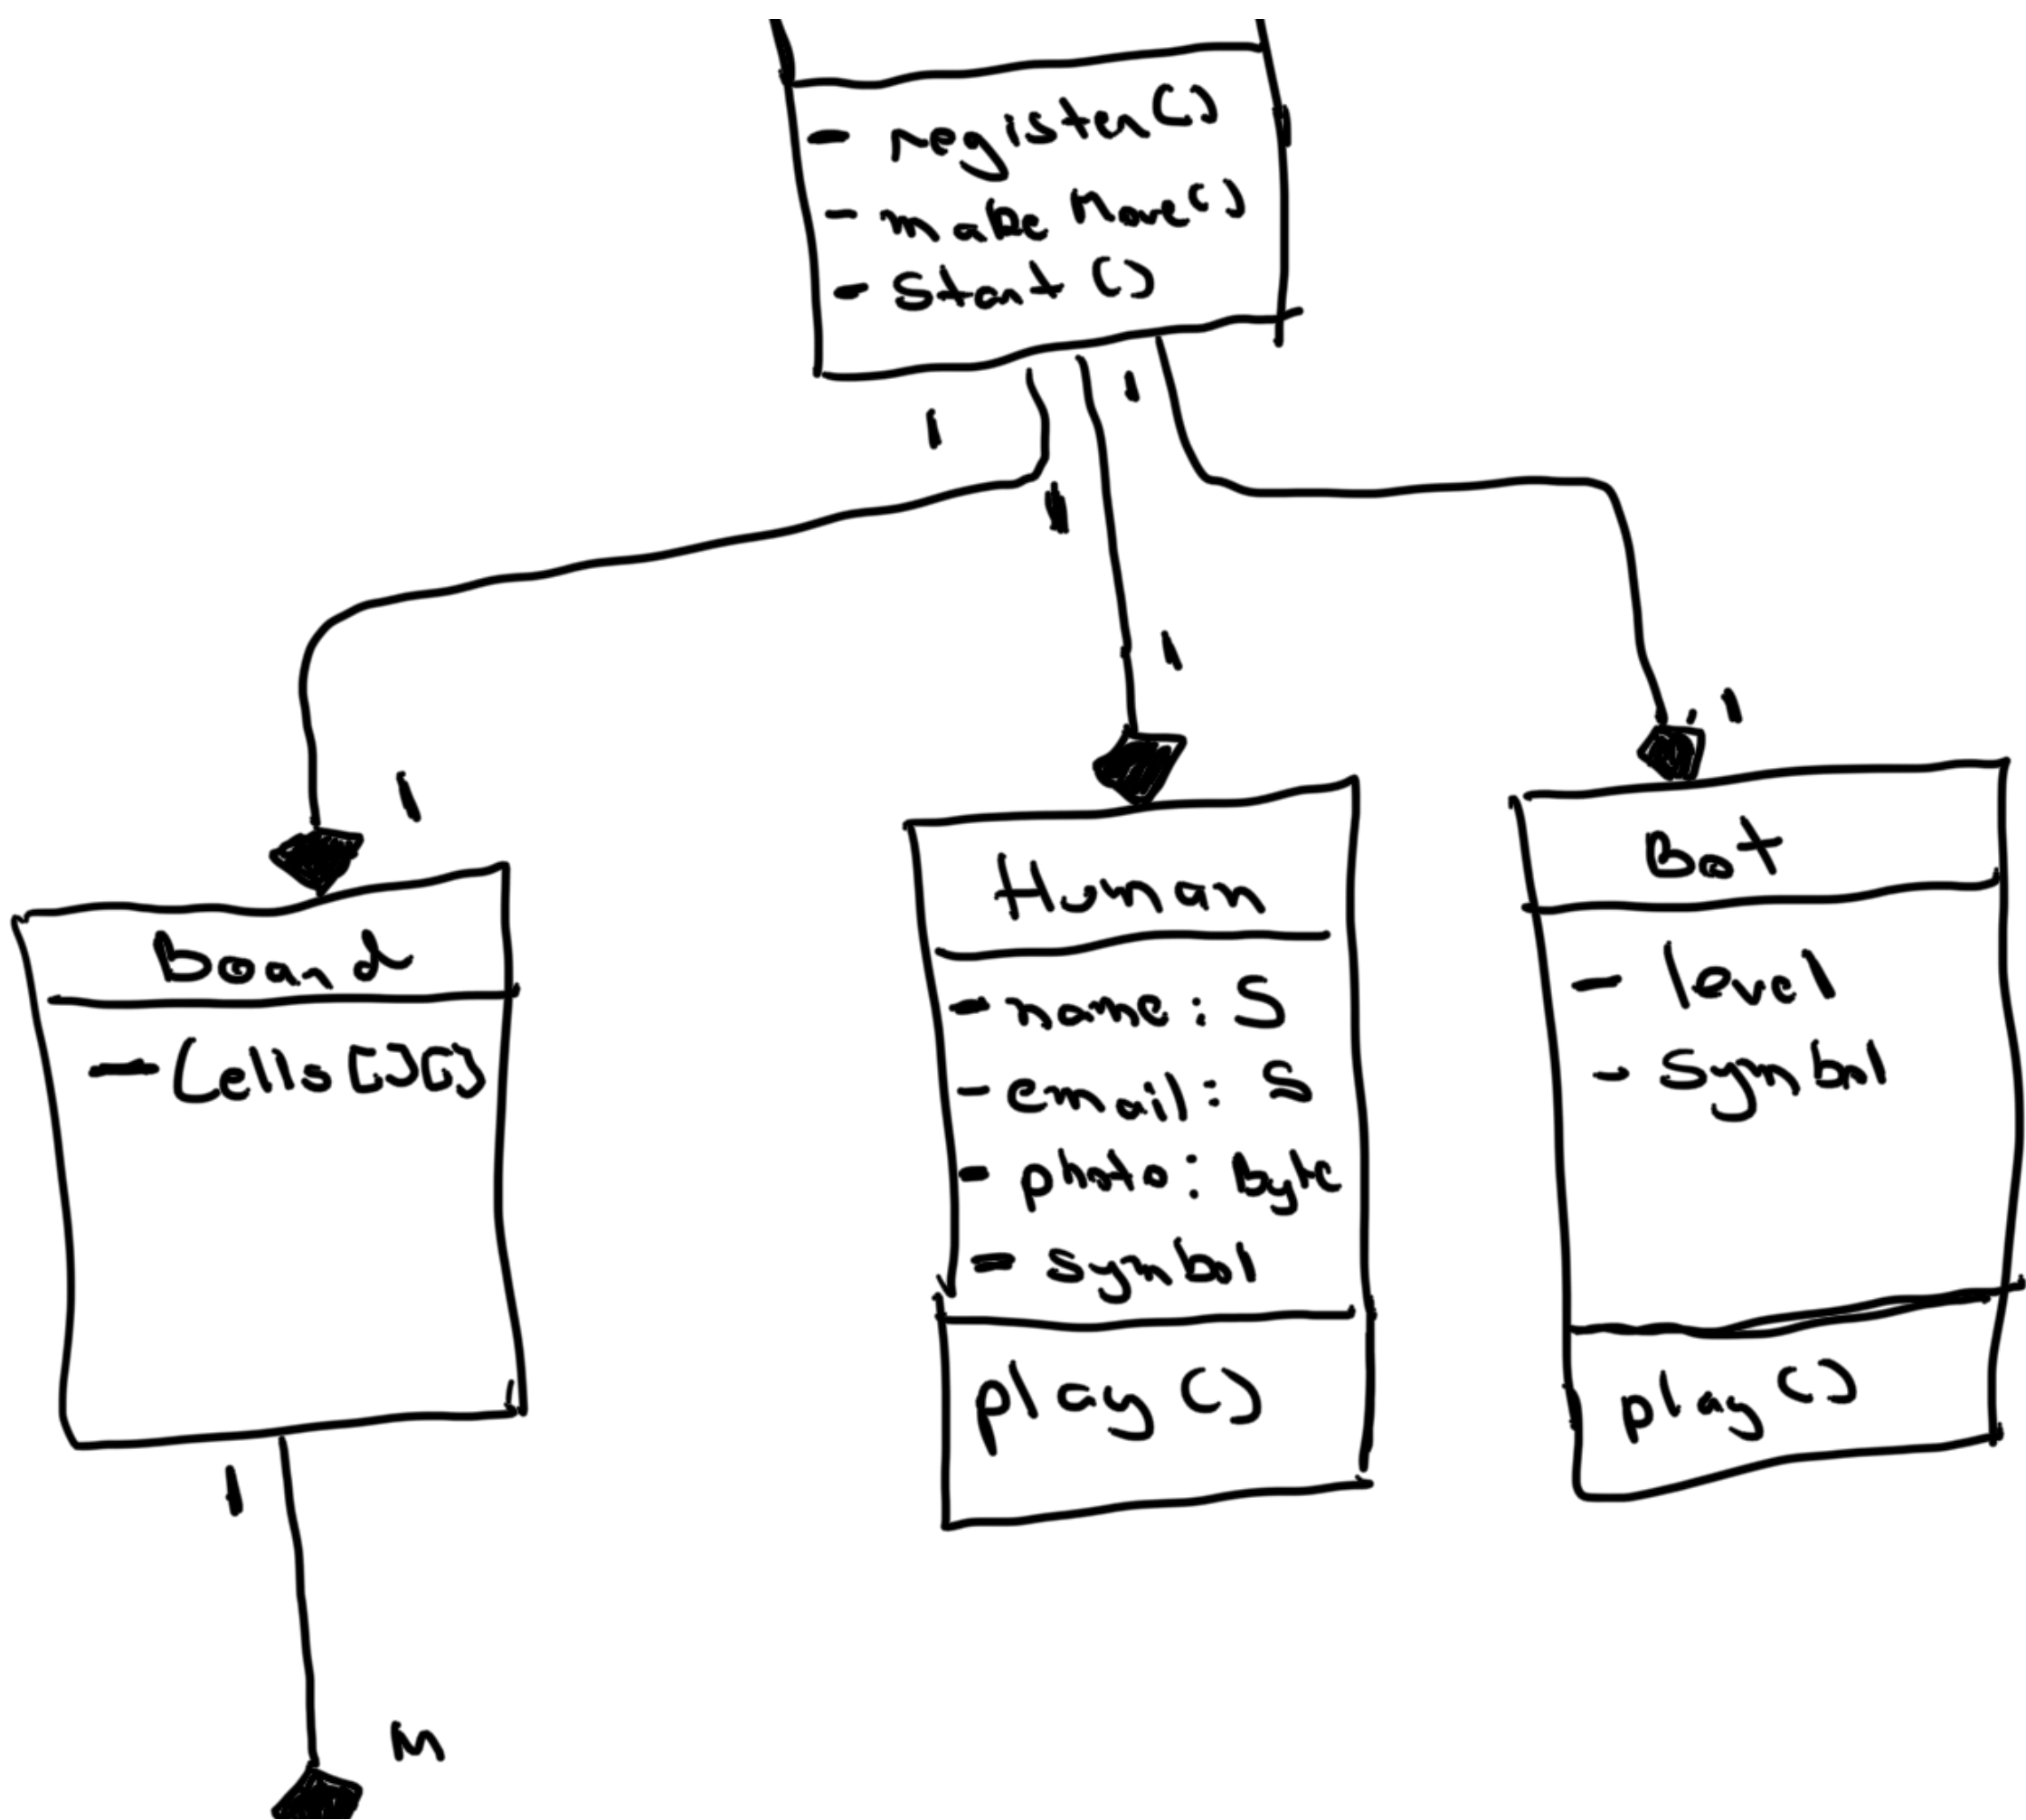 - register()
- make Move()
- Start ()
1
1
1
1
1
1
board
- Cells [][]
Human
- name : S
- email : S
- photo : Byte
- symbol
play ()
Bot
- level
- symbol
play ()
1
m